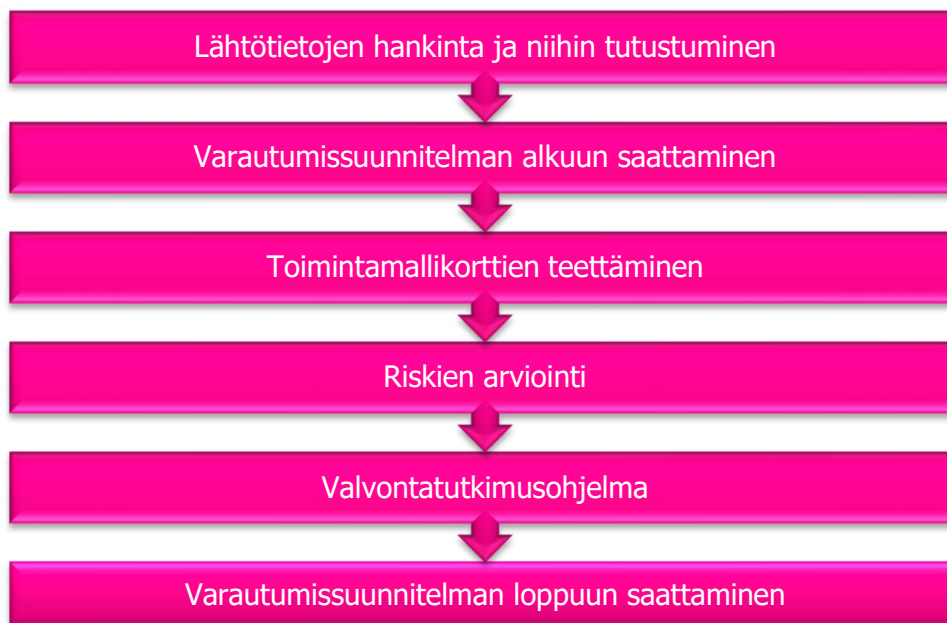 Lähtötietojen hankinta ja niihin tutustuminen
Varautumissuunnitelman alkuun saattaminen
Toimintamallikorttien teettäminen
Riskien arviointi
Valvontatutkimusohjelma
Varautumissuunnitelman loppuun saattaminen